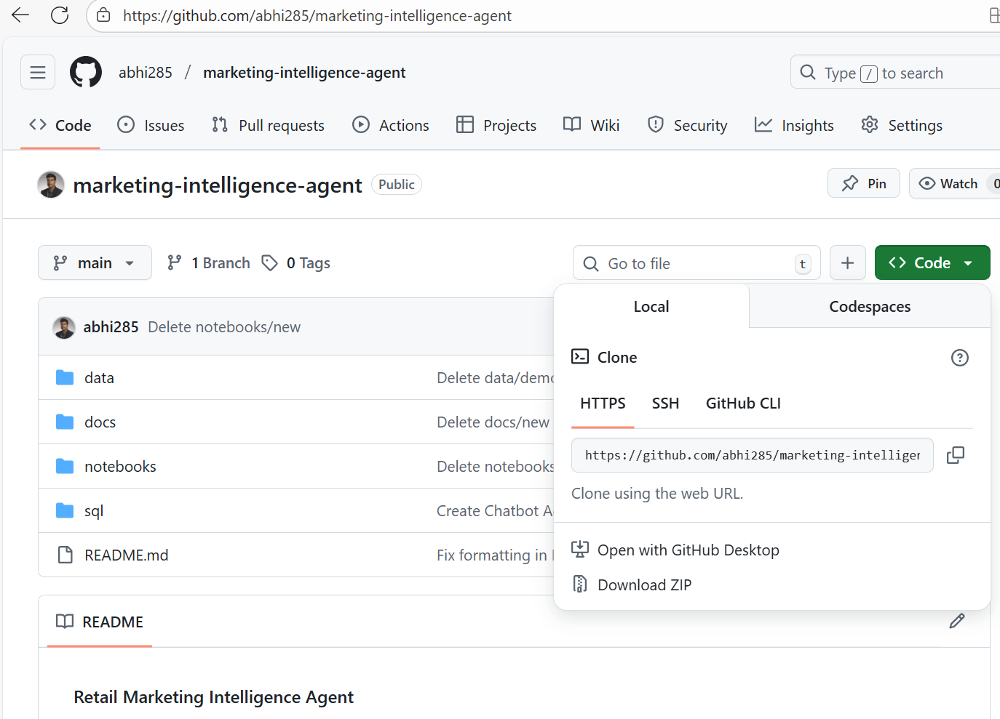 https://github.com/abhi285/marketing-intelligence-agent
abhi285 / marketing-intelligence-agent
Type / to search
Code Issues Pull requests Actions Projects Wiki Security Insights Settings
marketing-intelligence-agent Public
Pin Watch 0
main 1 Branch 0 Tags
Go to file t
+ Code
Local Codespaces
Clone
HTTPS SSH GitHub CLI
https://github.com/abhi285/marketing-intelliger
Clone using the web URL.
Open with GitHub Desktop
Download ZIP
abhi285 Delete notebooks/new
data Delete data/demo
docs Delete docs/new
notebooks Delete notebooks
sql Create Chatbot A
README.md Fix formatting in
README
Retail Marketing Intelligence Agent